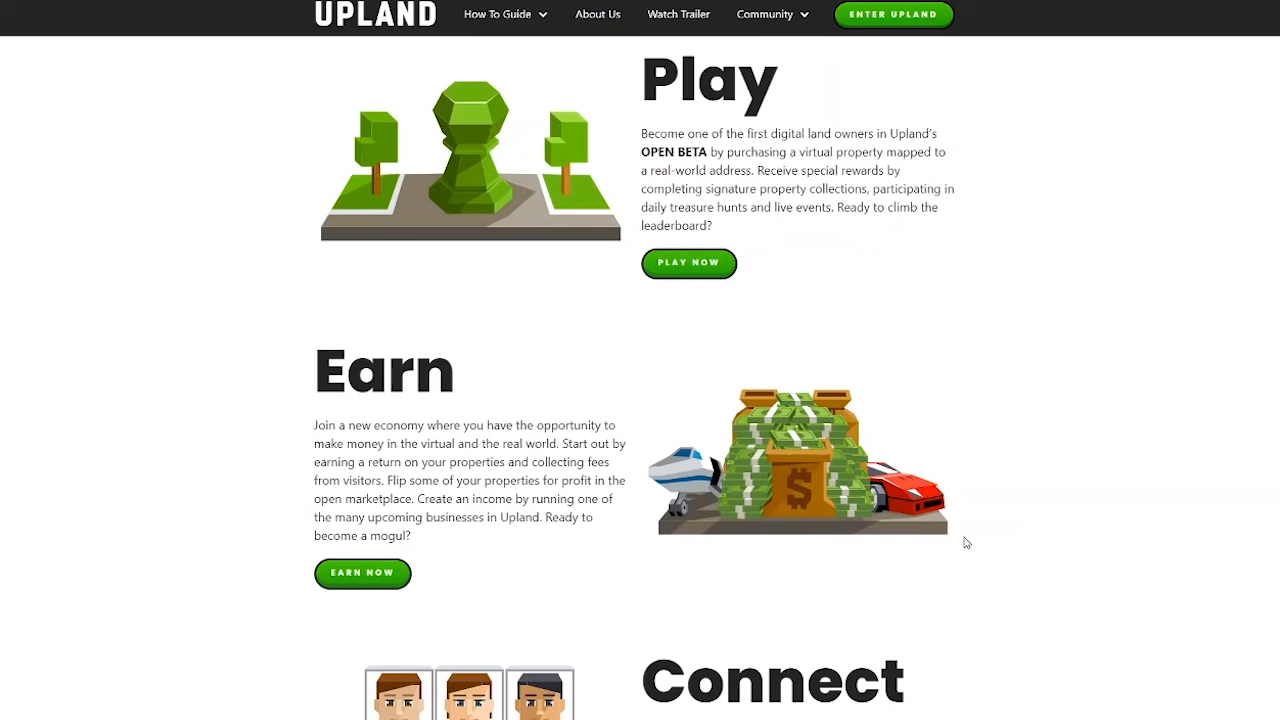 UPLAND
How To Guide
About Us
Watch Trailer
Community
ENTER UPLAND
Play
Become one of the first digital land owners in Upland's
OPEN BETA by purchasing a virtual property mapped to
a real-world address. Receive special rewards by
completing signature property collections, participating in
daily treasure hunts and live events. Ready to climb the
leaderboard?
PLAY NOW
Earn
Join a new economy where you have the opportunity to
make money in the virtual and the real world. Start out by
earning a return on your properties and collecting fees
from visitors. Flip some of your properties for profit in the
open marketplace. Create an income by running one of
the many upcoming businesses in Upland. Ready to
become a mogul?
EARN NOW
$
Connect